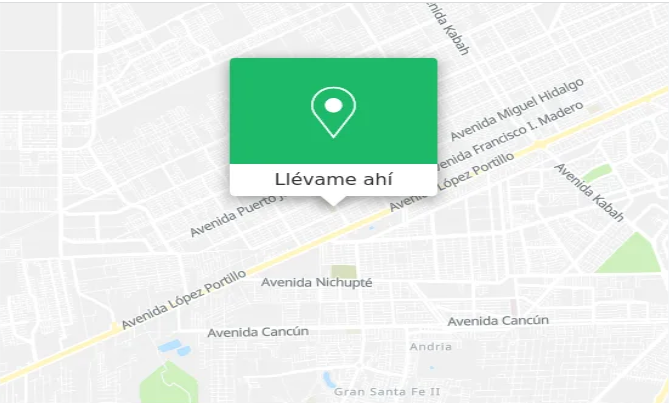 Avenida Kabah
Avenida Miguel Hidalgo
Avenida Francisco I. Madero
Avenida López Portillo
Llévame ahí
Avenida Kabah
Avenida Puerto J
Avenida López Portillo
Avenida Nichupté
Avenida Cancún
Avenida Cancún
Andria
Gran Santa Fe II